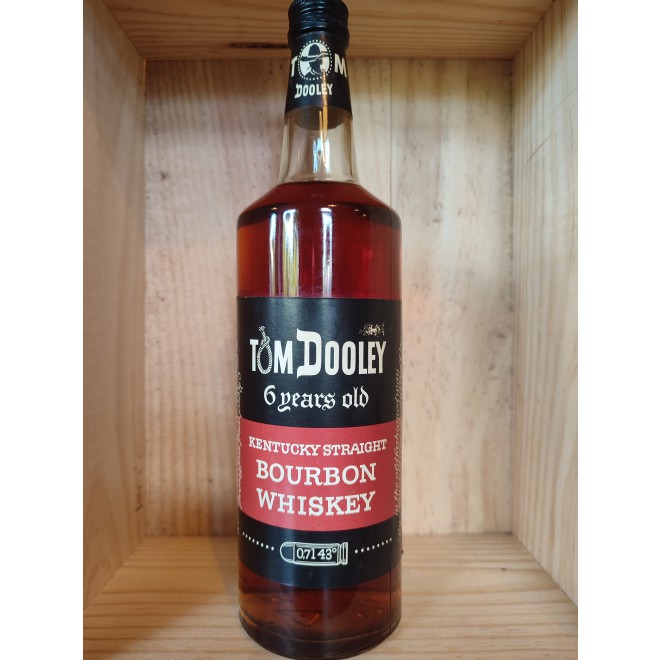 TOM
DOOLEY
TOM DOOLEY
6 years old
KENTUCKY STRAIGHT
BOURBON
WHISKEY
0,7l 43°